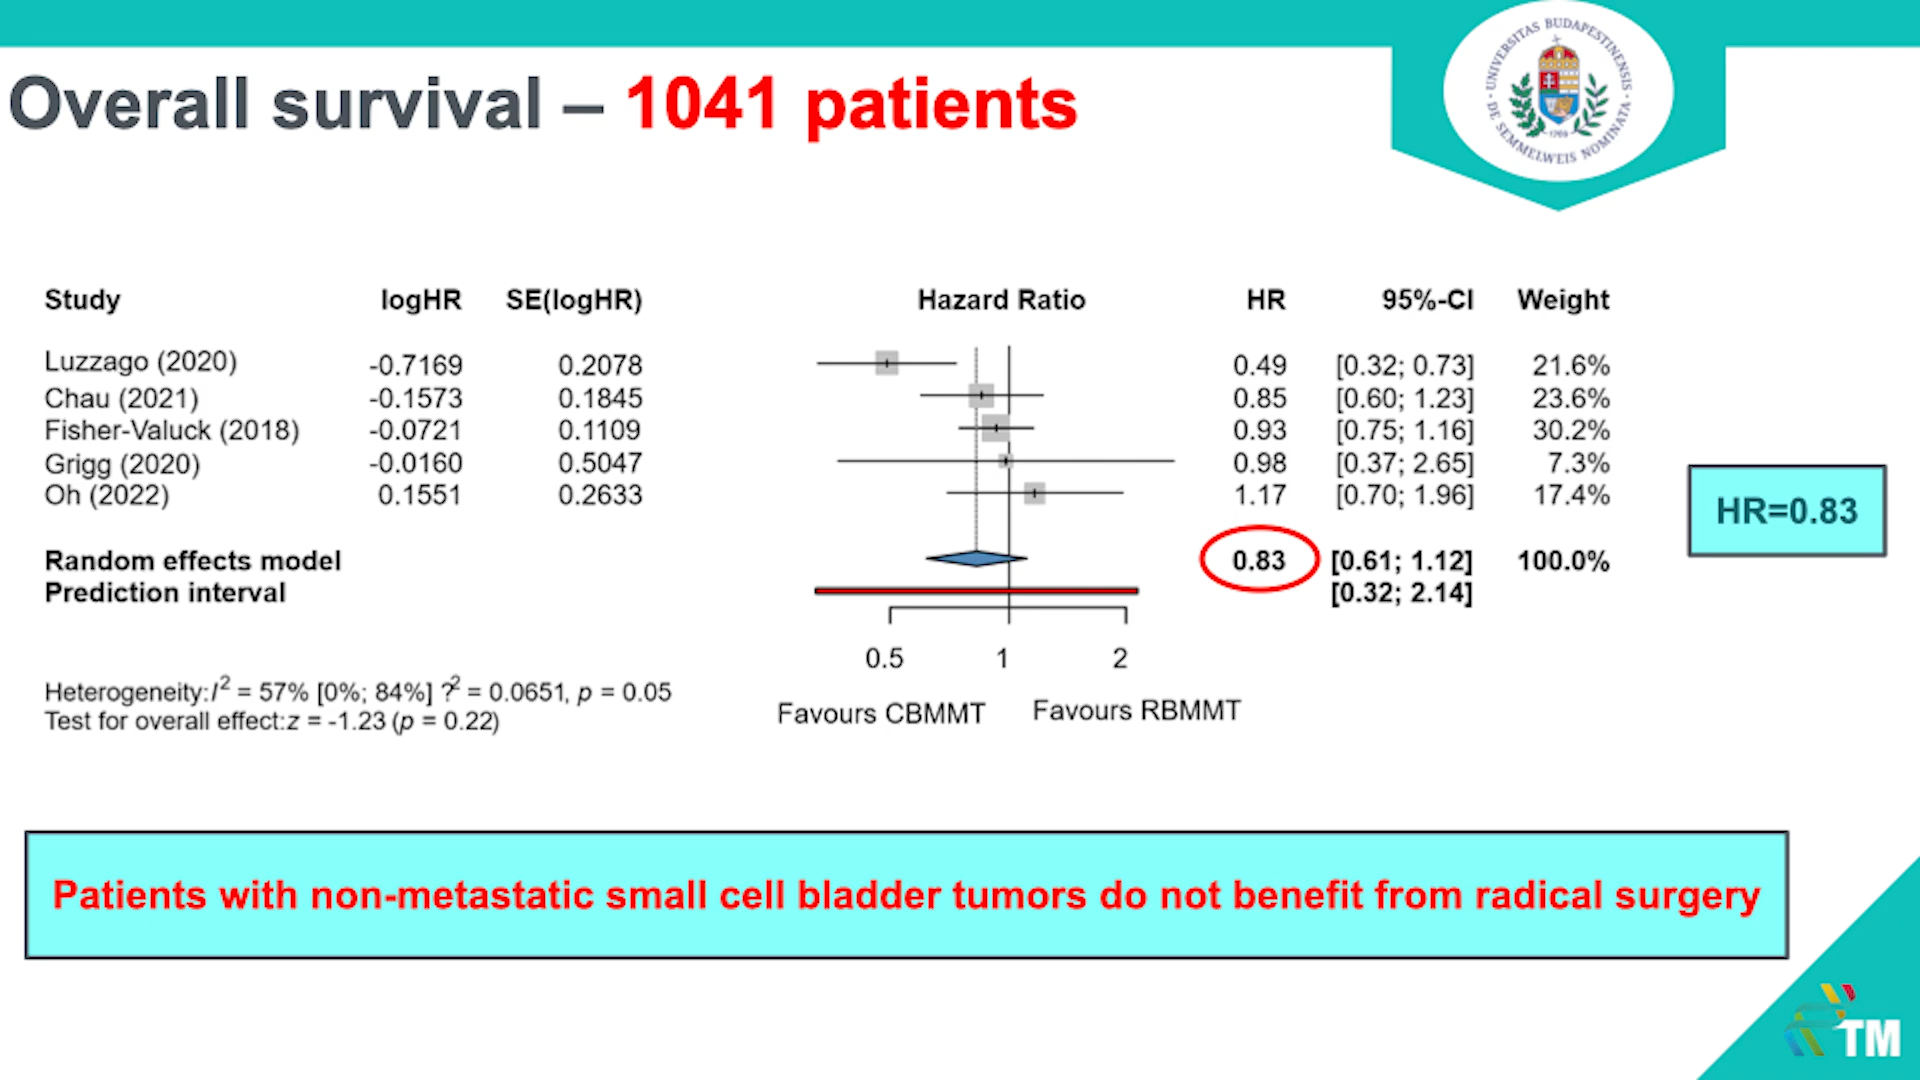 UNIVERSITAS BUDAPESTINENSIS
DE SEMMELWEIS NOMINATA
1769
Overall survival – 1041 patients
Study logHR SE(logHR) Hazard Ratio HR 95%-CI Weight
Luzzago (2020) -0.7169 0.2078 0.49 [0.32; 0.73] 21.6%
Chau (2021) -0.1573 0.1845 0.85 [0.60; 1.23] 23.6%
Fisher-Valuck (2018) -0.0721 0.1109 0.93 [0.75; 1.16] 30.2%
Grigg (2020) -0.0160 0.5047 0.98 [0.37; 2.65] 7.3%
Oh (2022) 0.1551 0.2633 1.17 [0.70; 1.96] 17.4%
HR=0.83
Random effects model 0.83 [0.61; 1.12] 100.0%
Prediction interval [0.32; 2.14]
0.5 1 2
Heterogeneity: I² = 57% [0%; 84%] ?² = 0.0651, p = 0.05
Favours CBMMT Favours RBMMT
Test for overall effect: z = -1.23 (p = 0.22)
Patients with non-metastatic small cell bladder tumors do not benefit from radical surgery
TM